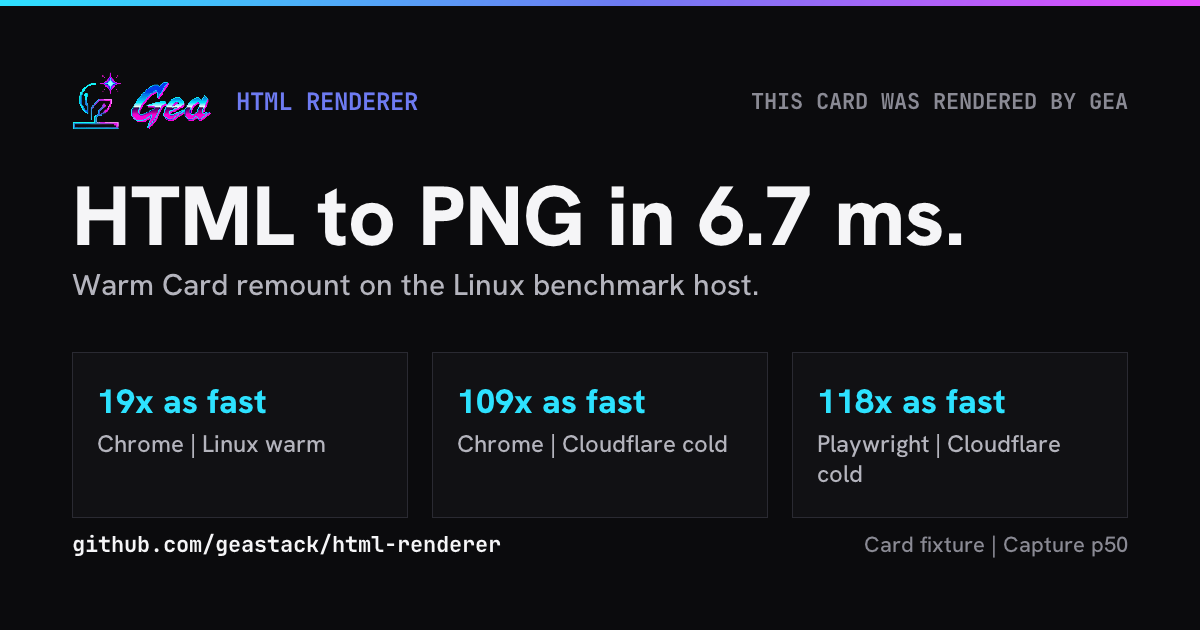 Gea HTML RENDERER
THIS CARD WAS RENDERED BY GEA
HTML to PNG in 6.7 ms.
Warm Card remount on the Linux benchmark host.
19x as fast
Chrome | Linux warm
109x as fast
Chrome | Cloudflare cold
118x as fast
Playwright | Cloudflare
cold
github.com/geastack/html-renderer
Card fixture | Capture p50